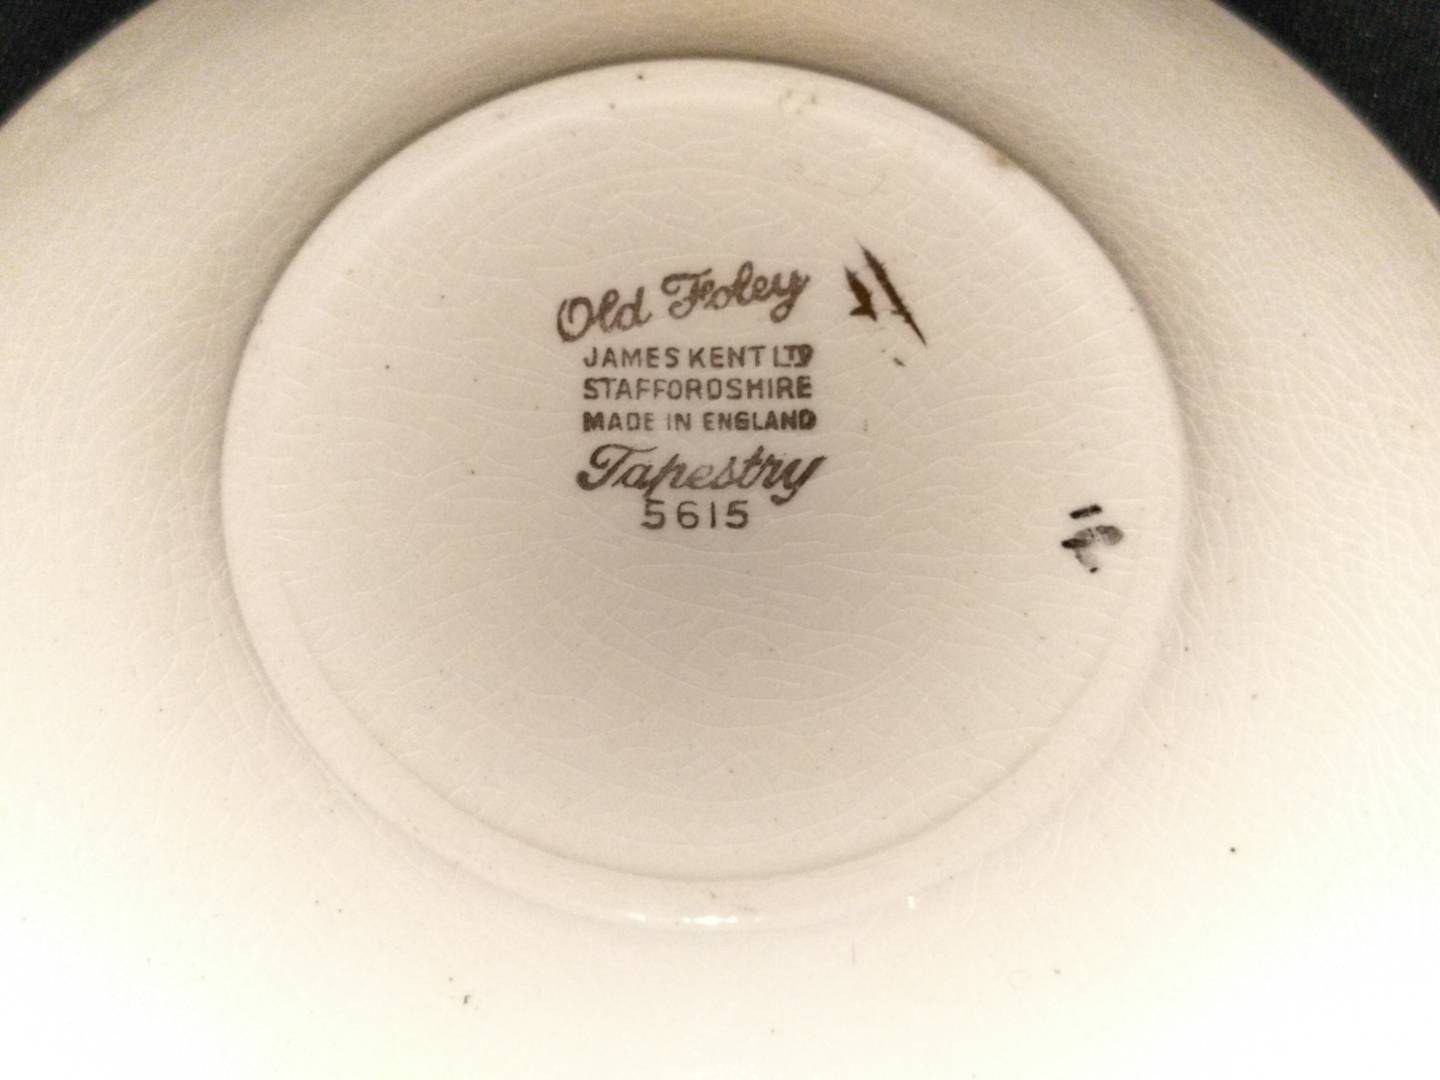 Old Foley
JAMES KENT LTD
STAFFORDSHIRE
MADE IN ENGLAND
Tapestry
5615